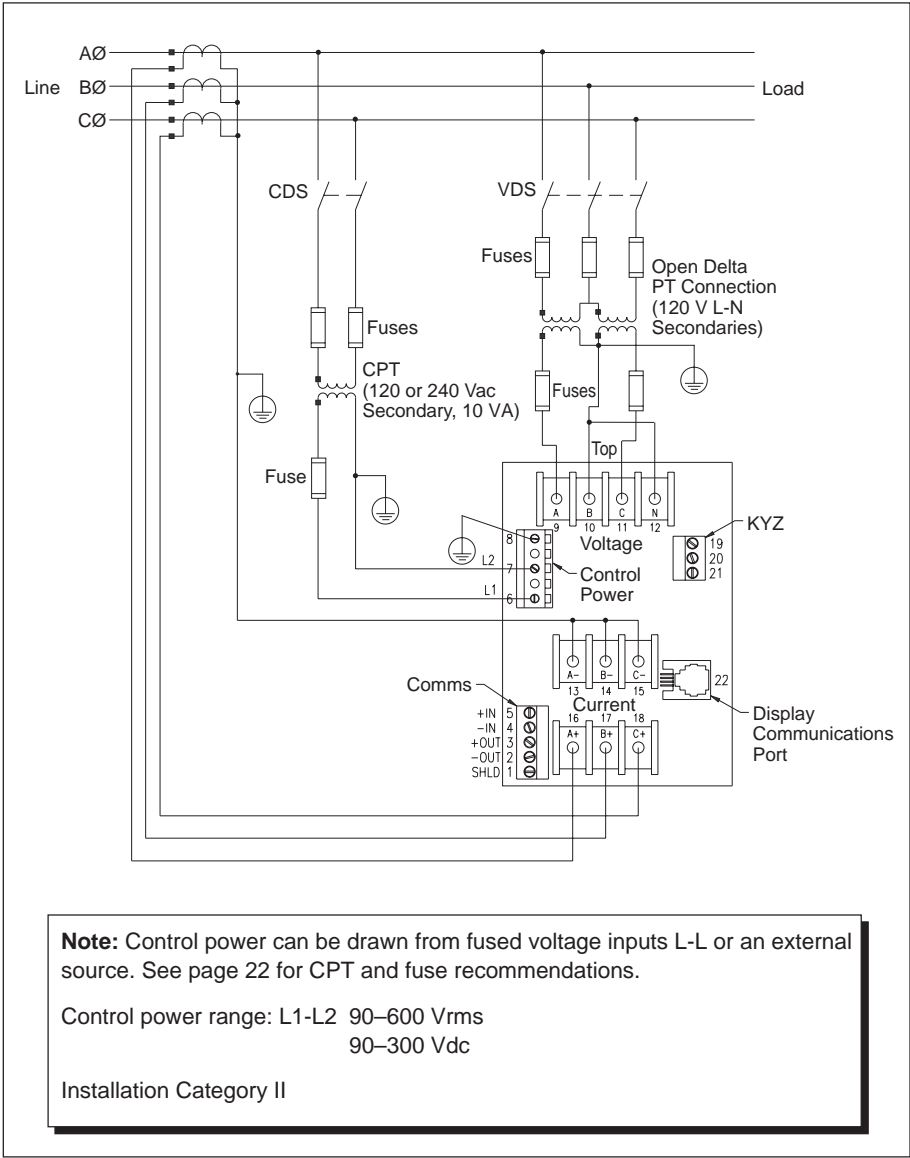 AØ
Line BØ
CØ
Load
CDS
VDS
Fuses
Open Delta
PT Connection
(120 V L-N
Secondaries)
Fuses
CPT
(120 or 240 Vac
Secondary, 10 VA)
Fuses
Fuse
Top
A B C N
9 10 11 12
Voltage
KYZ
19
20
21
8
L2
7
L1
6
Control
Power
A- B- C-
13 14 15
22
Current
16 17 18
A+ B+ C+
Comms
+IN 5
-IN 4
+OUT 3
-OUT 2
SHLD 1
Display
Communications
Port
Note: Control power can be drawn from fused voltage inputs L-L or an external
source. See page 22 for CPT and fuse recommendations.
Control power range: L1-L2 90–600 Vrms
90–300 Vdc
Installation Category II